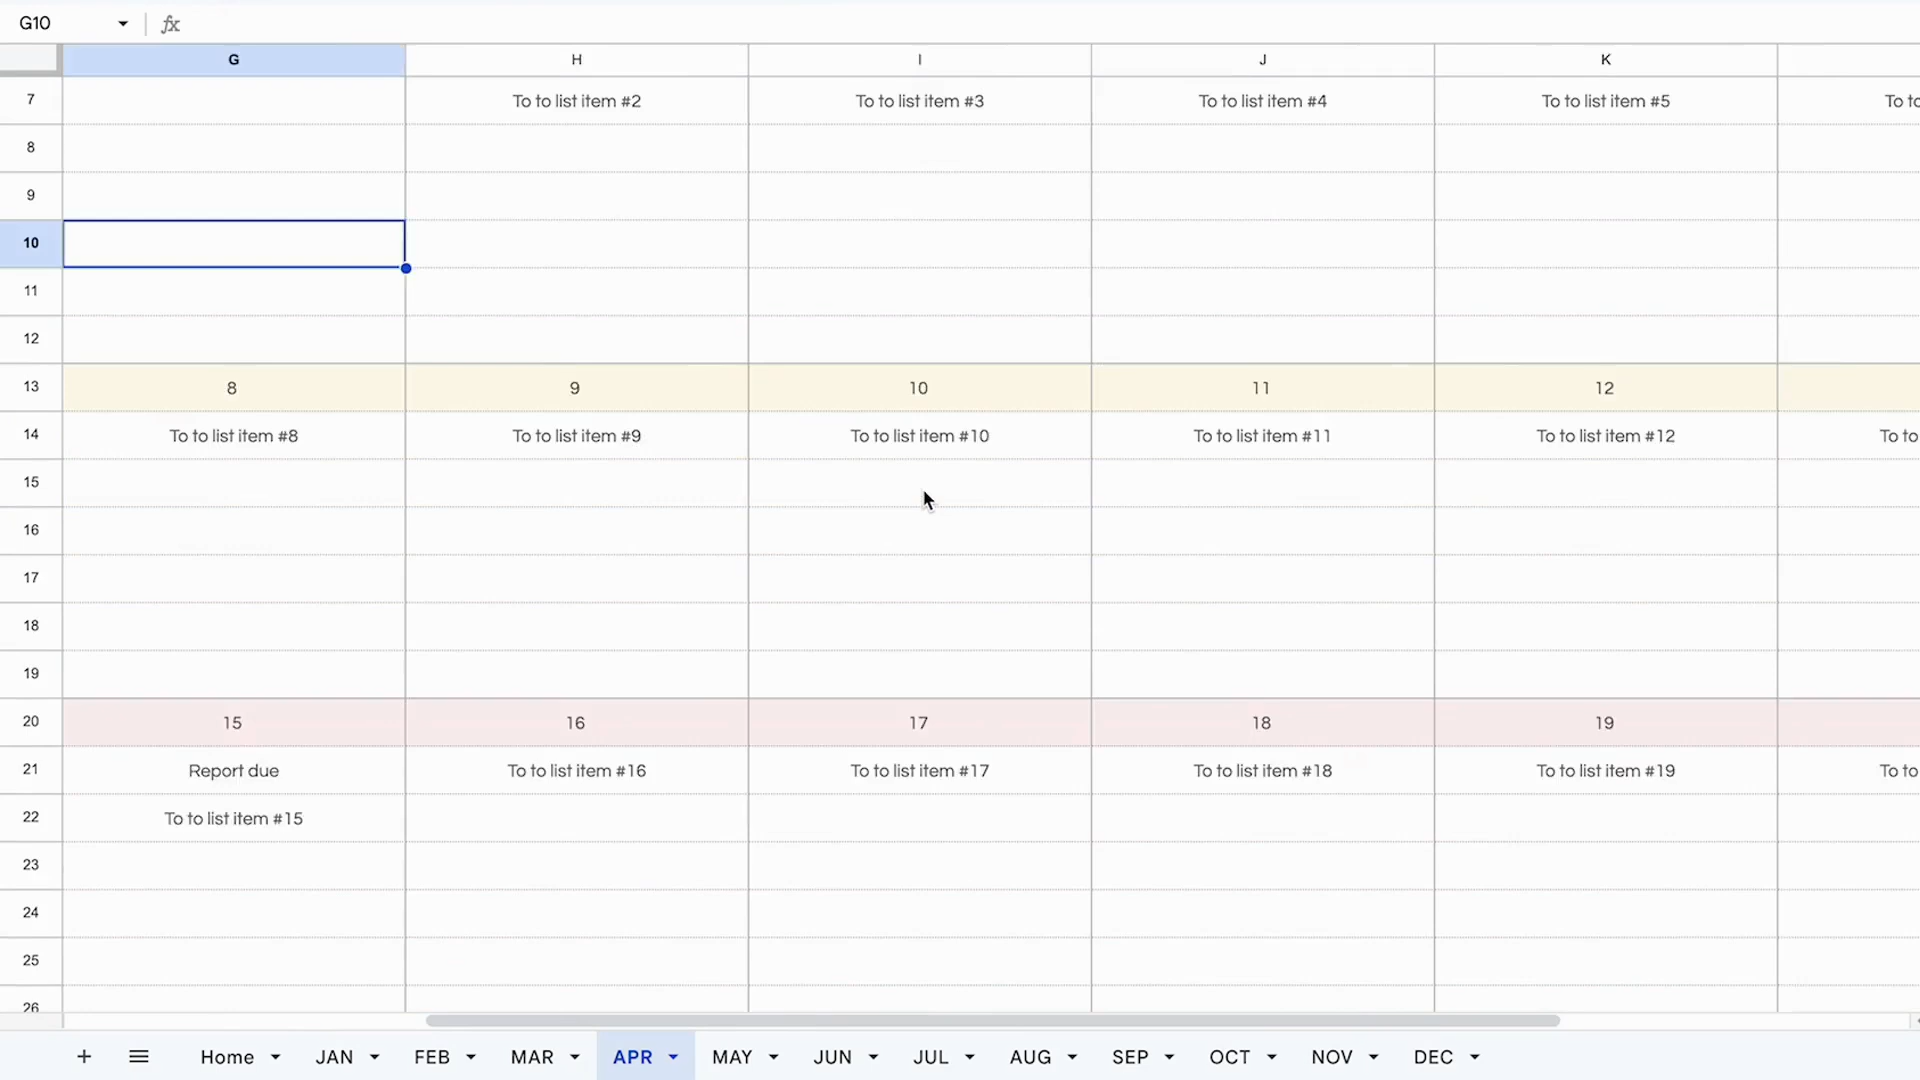 G10
fx
G H I J K
7 To to list item #2 To to list item #3 To to list item #4 To to list item #5 To to
8
9
10
11
12
13 8 9 10 11 12
14 To to list item #8 To to list item #9 To to list item #10 To to list item #11 To to list item #12 To to
15
16
17
18
19
20 15 16 17 18 19
21 Report due To to list item #16 To to list item #17 To to list item #18 To to list item #19 To to
22 To to list item #15
23
24
25
26
+ Home JAN FEB MAR APR MAY JUN JUL AUG SEP OCT NOV DEC